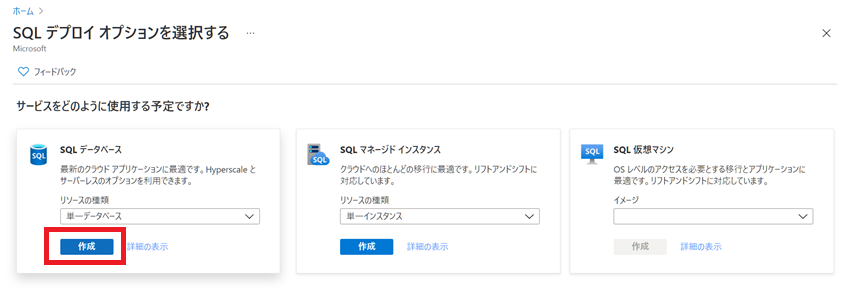 ホーム >
SQL デプロイ オプションを選択する ...
Microsoft
フィードバック
サービスをどのように使用する予定ですか?
SQL
SQL データベース
最新のクラウド アプリケーションに最適です。Hyperscale と
サーバーレスのオプションを利用できます。
リソースの種類
単一データベース
作成
詳細の表示
SQL
SQL マネージド インスタンス
クラウドへのほとんどの移行に最適です。リフトアンドシフトに
対応しています。
リソースの種類
単一インスタンス
作成
詳細の表示
SQL
SQL 仮想マシン
OS レベルのアクセスを必要とする移行とアプリケーションに
最適です。リフトアンドシフトに対応しています。
イメージ
作成
詳細の表示